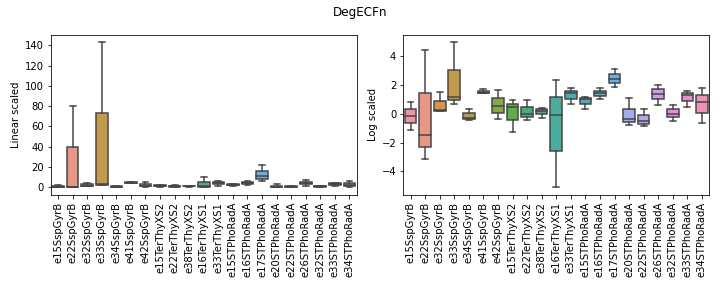 DegECFn
Linear scaled
140
120
100
80
60
40
20
0
e15SspGyrB
e22SspGyrB
e32SspGyrB
e33SspGyrB
e34SspGyrB
e41SspGyrB
e42SspGyrB
e15TerThyXS2
e22TerThyXS2
e38TerThyXS2
e16TerThyXS1
e33TerThyXS1
e15STPhoRadA
e16STPhoRadA
e17STPhoRadA
e20STPhoRadA
e22STPhoRadA
e26STPhoRadA
e32STPhoRadA
e33STPhoRadA
e34STPhoRadA
Log scaled
4
2
0
−2
−4
e15SspGyrB
e22SspGyrB
e32SspGyrB
e33SspGyrB
e34SspGyrB
e41SspGyrB
e42SspGyrB
e15TerThyXS2
e22TerThyXS2
e38TerThyXS2
e16TerThyXS1
e33TerThyXS1
e15STPhoRadA
e16STPhoRadA
e17STPhoRadA
e20STPhoRadA
e22STPhoRadA
e26STPhoRadA
e32STPhoRadA
e33STPhoRadA
e34STPhoRadA